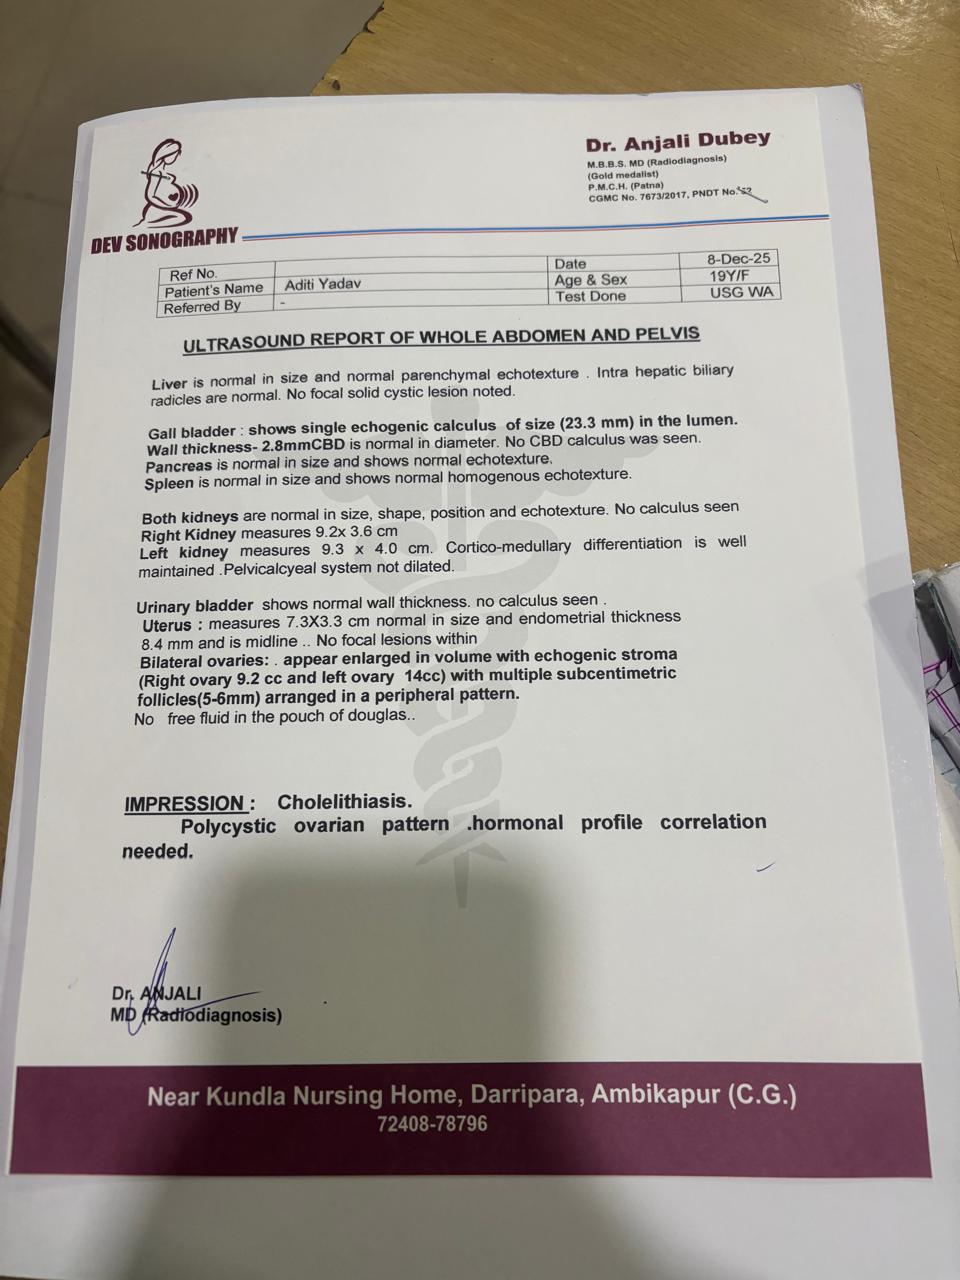 DEV SONOGRAPHY
Dr. Anjali Dubey
M.B.B.S. MD (Radiodiagnosis)
(Gold medalist)
P.M.C.H. (Patna)
CGMC No. 7673/2017, PNDT No.
Ref No.
Patient's Name Aditi Yadav
Referred By -
Date 8-Dec-25
Age & Sex 19Y/F
Test Done USG WA
ULTRASOUND REPORT OF WHOLE ABDOMEN AND PELVIS
Liver is normal in size and normal parenchymal echotexture . Intra hepatic biliary
radicles are normal. No focal solid cystic lesion noted.
Gall bladder : shows single echogenic calculus of size (23.3 mm) in the lumen.
Wall thickness- 2.8mmCBD is normal in diameter. No CBD calculus was seen.
Pancreas is normal in size and shows normal echotexture.
Spleen is normal in size and shows normal homogenous echotexture.
Both kidneys are normal in size, shape, position and echotexture. No calculus seen
Right Kidney measures 9.2x 3.6 cm
Left kidney measures 9.3 x 4.0 cm. Cortico-medullary differentiation is well
maintained .Pelvicalcyeal system not dilated.
Urinary bladder shows normal wall thickness. no calculus seen .
Uterus : measures 7.3X3.3 cm normal in size and endometrial thickness
8.4 mm and is midline .. No focal lesions within
Bilateral ovaries: . appear enlarged in volume with echogenic stroma
(Right ovary 9.2 cc and left ovary 14cc) with multiple subcentimetric
follicles(5-6mm) arranged in a peripheral pattern.
No free fluid in the pouch of douglas..
IMPRESSION : Cholelithiasis.
Polycystic ovarian pattern .hormonal profile correlation
needed.
Dr. ANJALI
MD (Radiodiagnosis)
Near Kundla Nursing Home, Darripara, Ambikapur (C.G.)
72408-78796